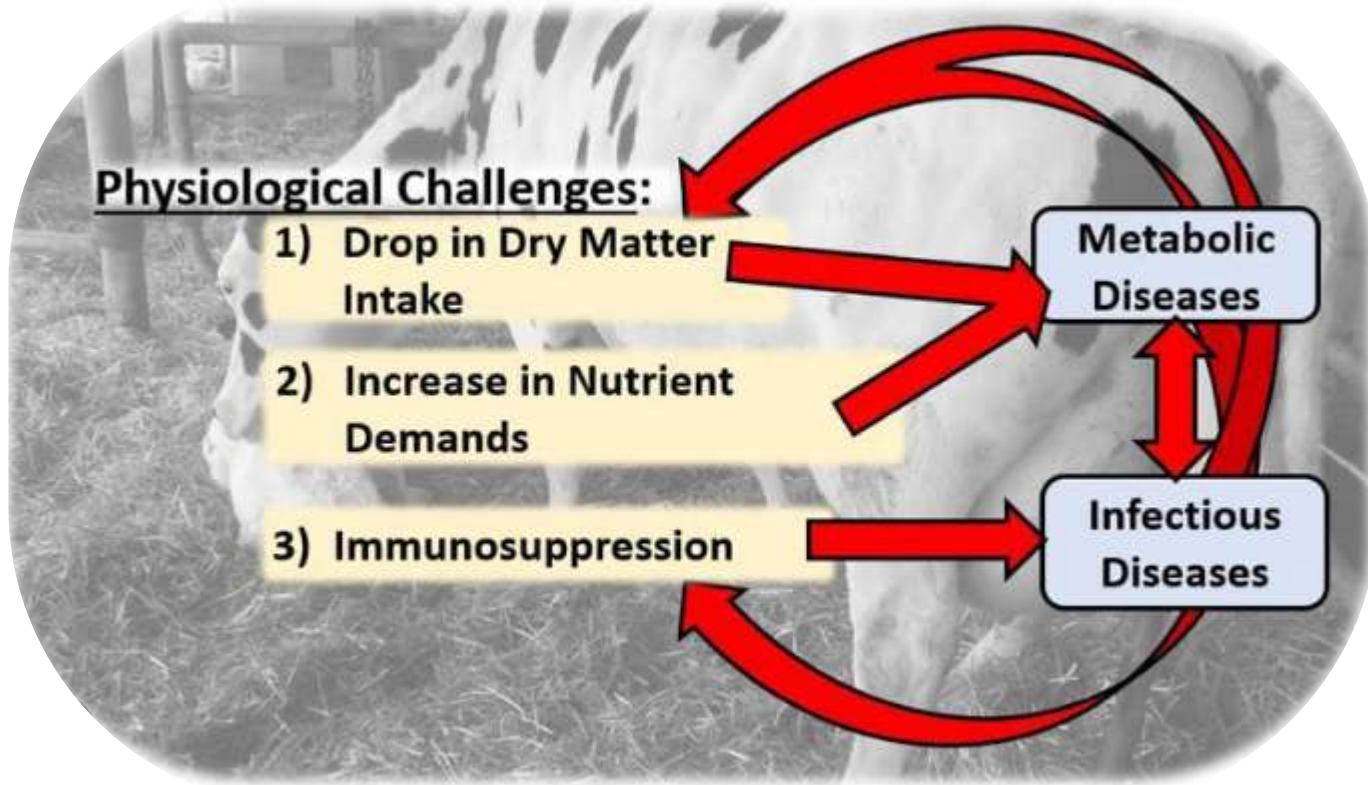 Physiological Challenges:
1) Drop in Dry Matter
Intake
2) Increase in Nutrient
Demands
3) Immunosuppression
Metabolic
Diseases
Infectious
Diseases